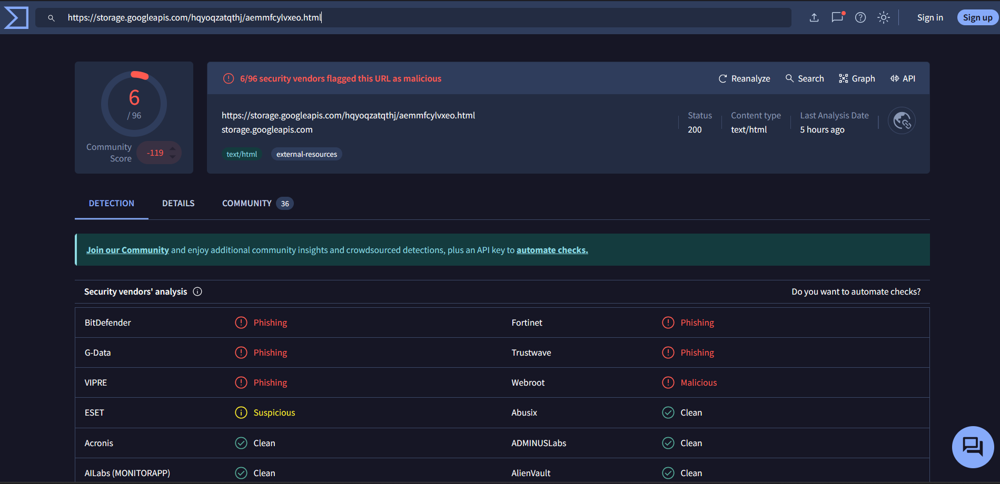 https://storage.googleapis.com/hqyoqzatqthj/aemmfcylvxeo.html
Sign in
Sign up
6
/ 96
Community
Score
-119
6/96 security vendors flagged this URL as malicious
Reanalyze
Search
Graph
API
https://storage.googleapis.com/hqyoqzatqthj/aemmfcylvxeo.html
storage.googleapis.com
text/html
external-resources
Status
200
Content type
text/html
Last Analysis Date
5 hours ago
DETECTION
DETAILS
COMMUNITY 36
Join our Community and enjoy additional community insights and crowdsourced detections, plus an API key to automate checks.
Security vendors' analysis
Do you want to automate checks?
BitDefender Phishing Fortinet Phishing
G-Data Phishing Trustwave Phishing
VIPRE Phishing Webroot Malicious
ESET Suspicious Abusix Clean
Acronis Clean ADMINUSLabs Clean
AILabs (MONITORAPP) Clean AlienVault Clean